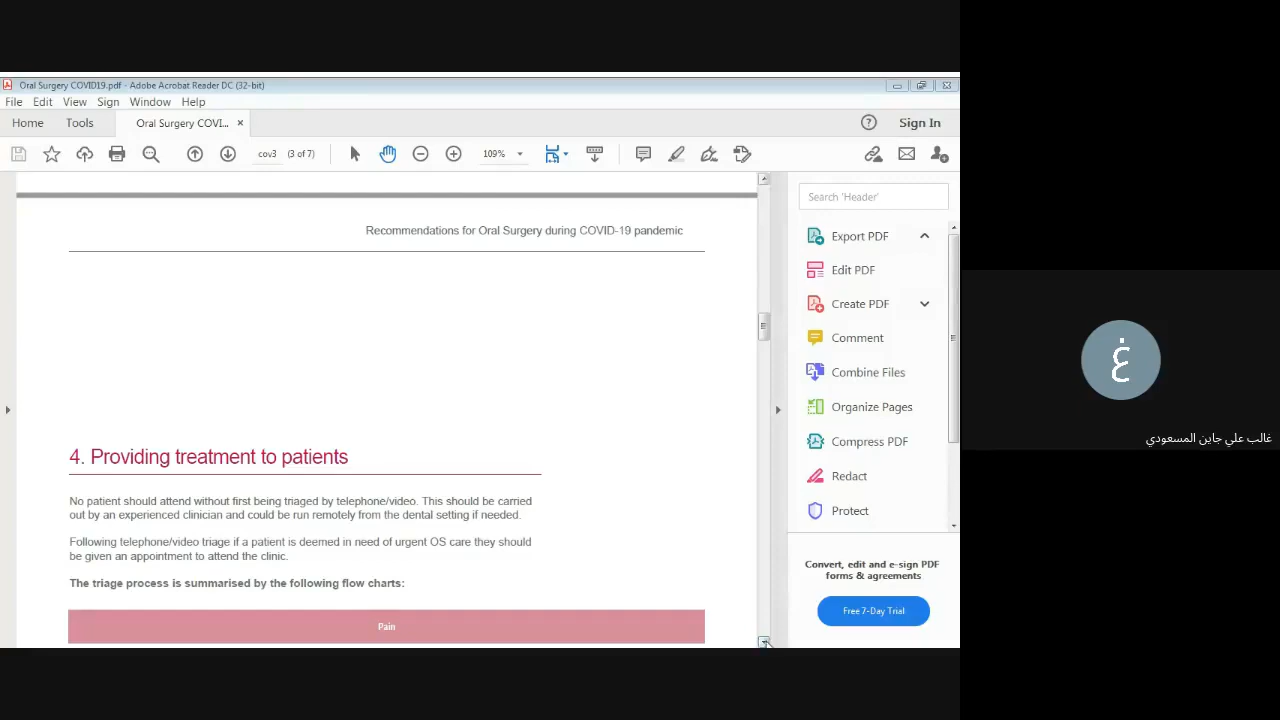 Oral Surgery COVID19.pdf - Adobe Acrobat Reader DC (32-bit)
File Edit View Sign Window Help
Home Tools Oral Surgery COVI... × Sign In
cov3 (3 of 7) 109%
Recommendations for Oral Surgery during COVID-19 pandemic
4. Providing treatment to patients
No patient should attend without first being triaged by telephone/video. This should be carried
out by an experienced clinician and could be run remotely from the dental setting if needed.
Following telephone/video triage if a patient is deemed in need of urgent OS care they should
be given an appointment to attend the clinic.
The triage process is summarised by the following flow charts:
Pain
Search 'Header'
Export PDF
Edit PDF
Create PDF
Comment
Combine Files
Organize Pages
Compress PDF
Redact
Protect
Convert, edit and e-sign PDF
forms & agreements
Free 7-Day Trial
غ
غالب علي جاين المسعودي